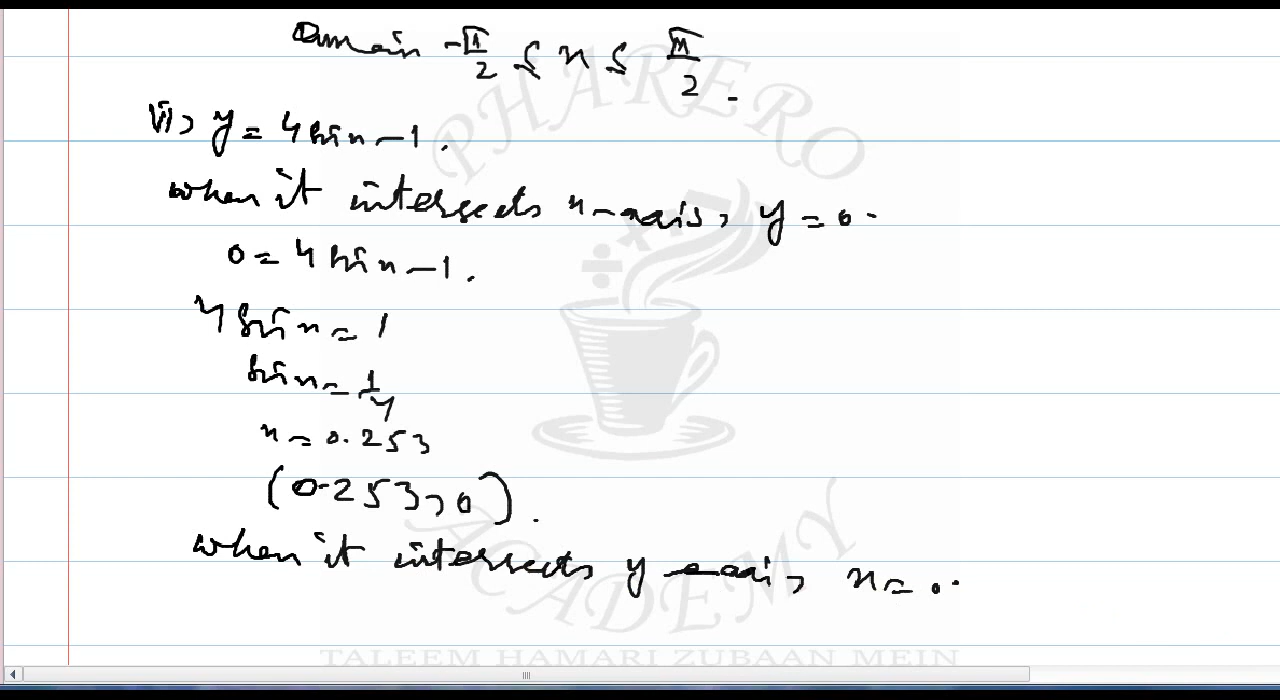 Domain -π/2 ≤ x ≤ π/2.
vi) y = 4 sin x - 1.
when it intersects x-axis, y = 0.
0 = 4 sin x - 1.
4 sin x = 1
sin x = 1/4
x = 0.253
(0.253, 0).
when it intersects y-axis, x = 0.
PHARERO
ACADEMY
TALEEM HAMARI ZUBAAN MEIN